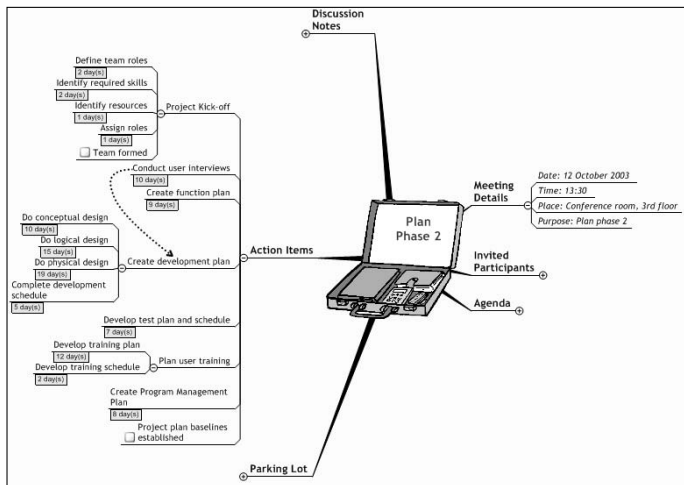 Discussion
Notes
Define team roles
2 day(s)
Identify required skills
2 day(s)
Identify resources
1 day(s)
Assign roles
1 day(s)
Team formed
Project Kick-off
Conduct user interviews
10 day(s)
Create function plan
9 day(s)
Do conceptual design
10 day(s)
Do logical design
15 day(s)
Do physical design
19 day(s)
Complete development
schedule
5 day(s)
Create development plan
Action Items
Develop test plan and schedule
7 day(s)
Develop training plan
12 day(s)
Develop training schedule
2 day(s)
Plan user training
Create Program Management
Plan
8 day(s)
Project plan baselines
established
Parking Lot
Plan
Phase 2
Meeting
Details
Date: 12 October 2003
Time: 13:30
Place: Conference room, 3rd floor
Purpose: Plan phase 2
Invited
Participants
Agenda